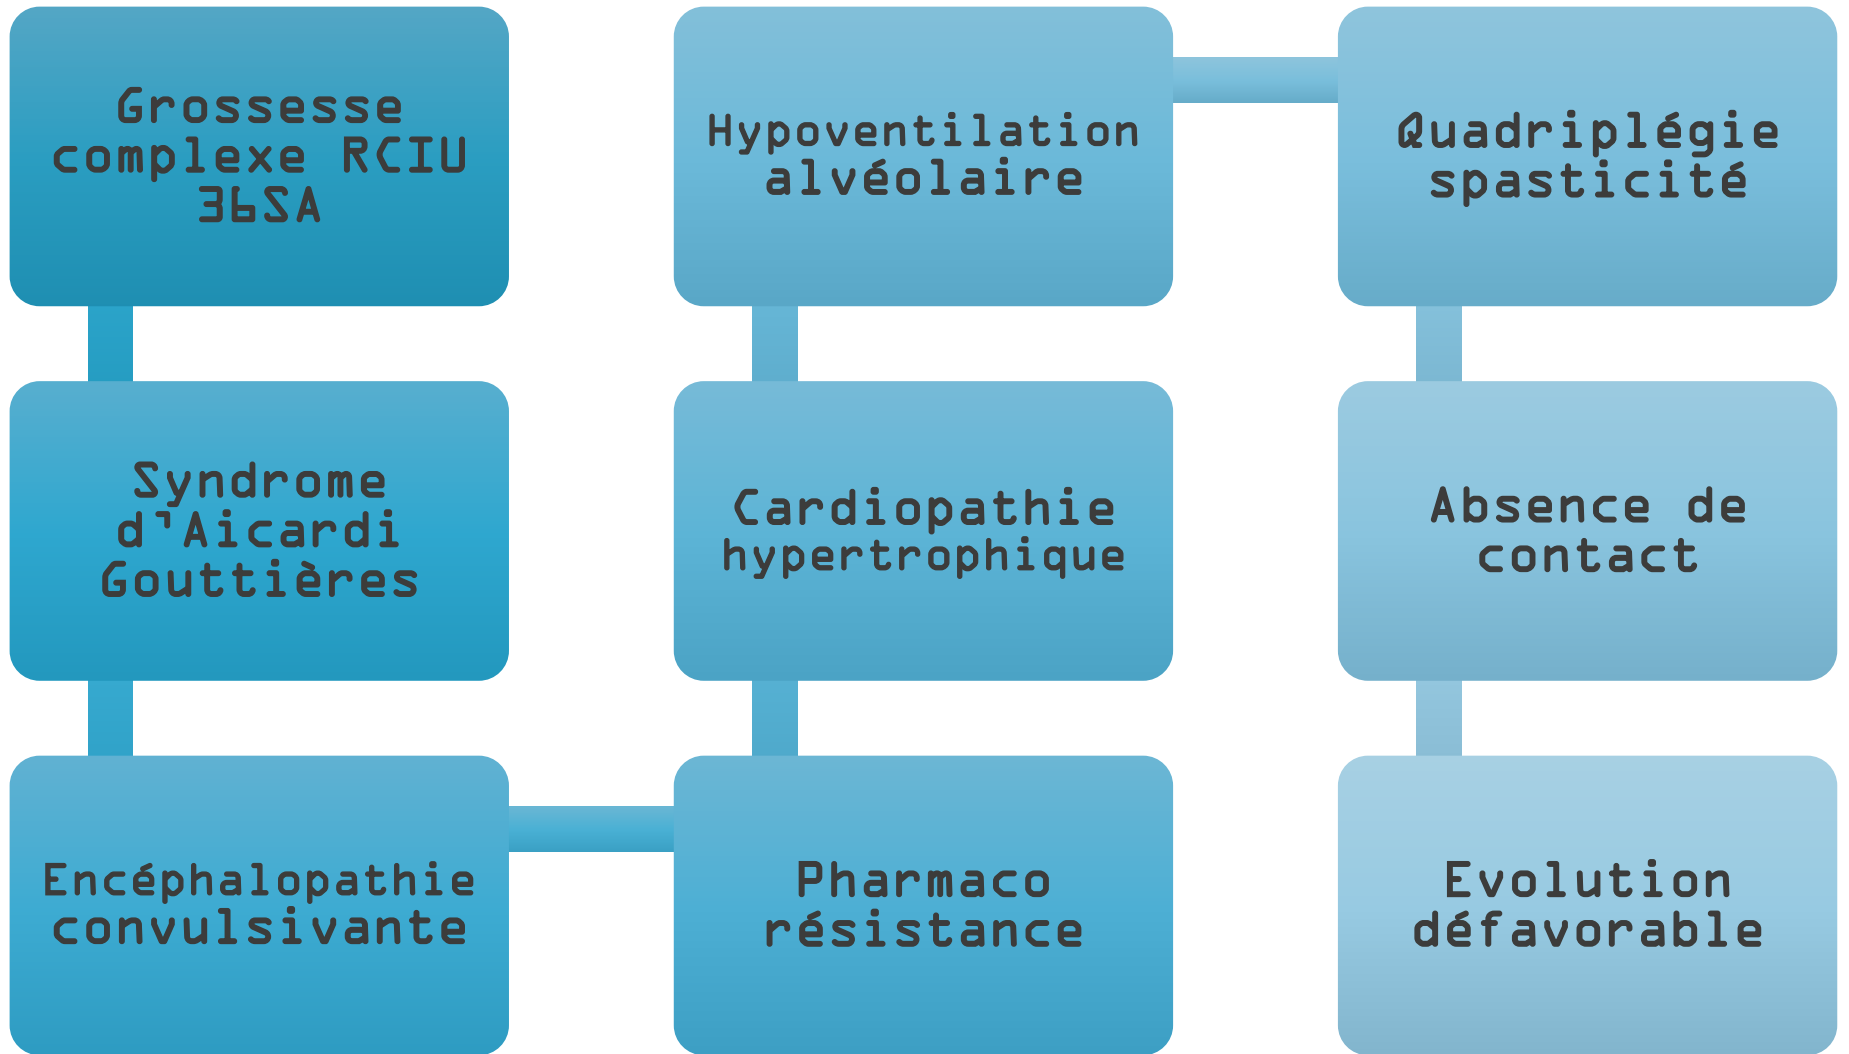 Grossesse
complexe RCIU
36SA
Syndrome
d'Aicardi
Gouttières
Encéphalopathie
convulsivante
Pharmaco
résistance
Cardiopathie
hypertrophique
Hypoventilation
alvéolaire
Quadriplégie
spasticité
Absence de
contact
Evolution
défavorable